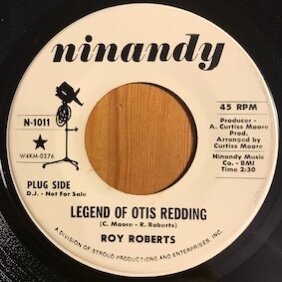 ninandy
N-1011
W4KM-0276
45 RPM
Producer -
A. Curtiss Moore
Prod.
Arranged by
Curtiss Moore
Ninandy Music
Co. - BMI
Time 2:30
PLUG SIDE
D.J. - Not For Sale
LEGEND OF OTIS REDDING
(C. Moore - R. Roberts)
ROY ROBERTS
A DIVISION OF STROUD PRODUCTIONS AND ENTERPRISES, INC.